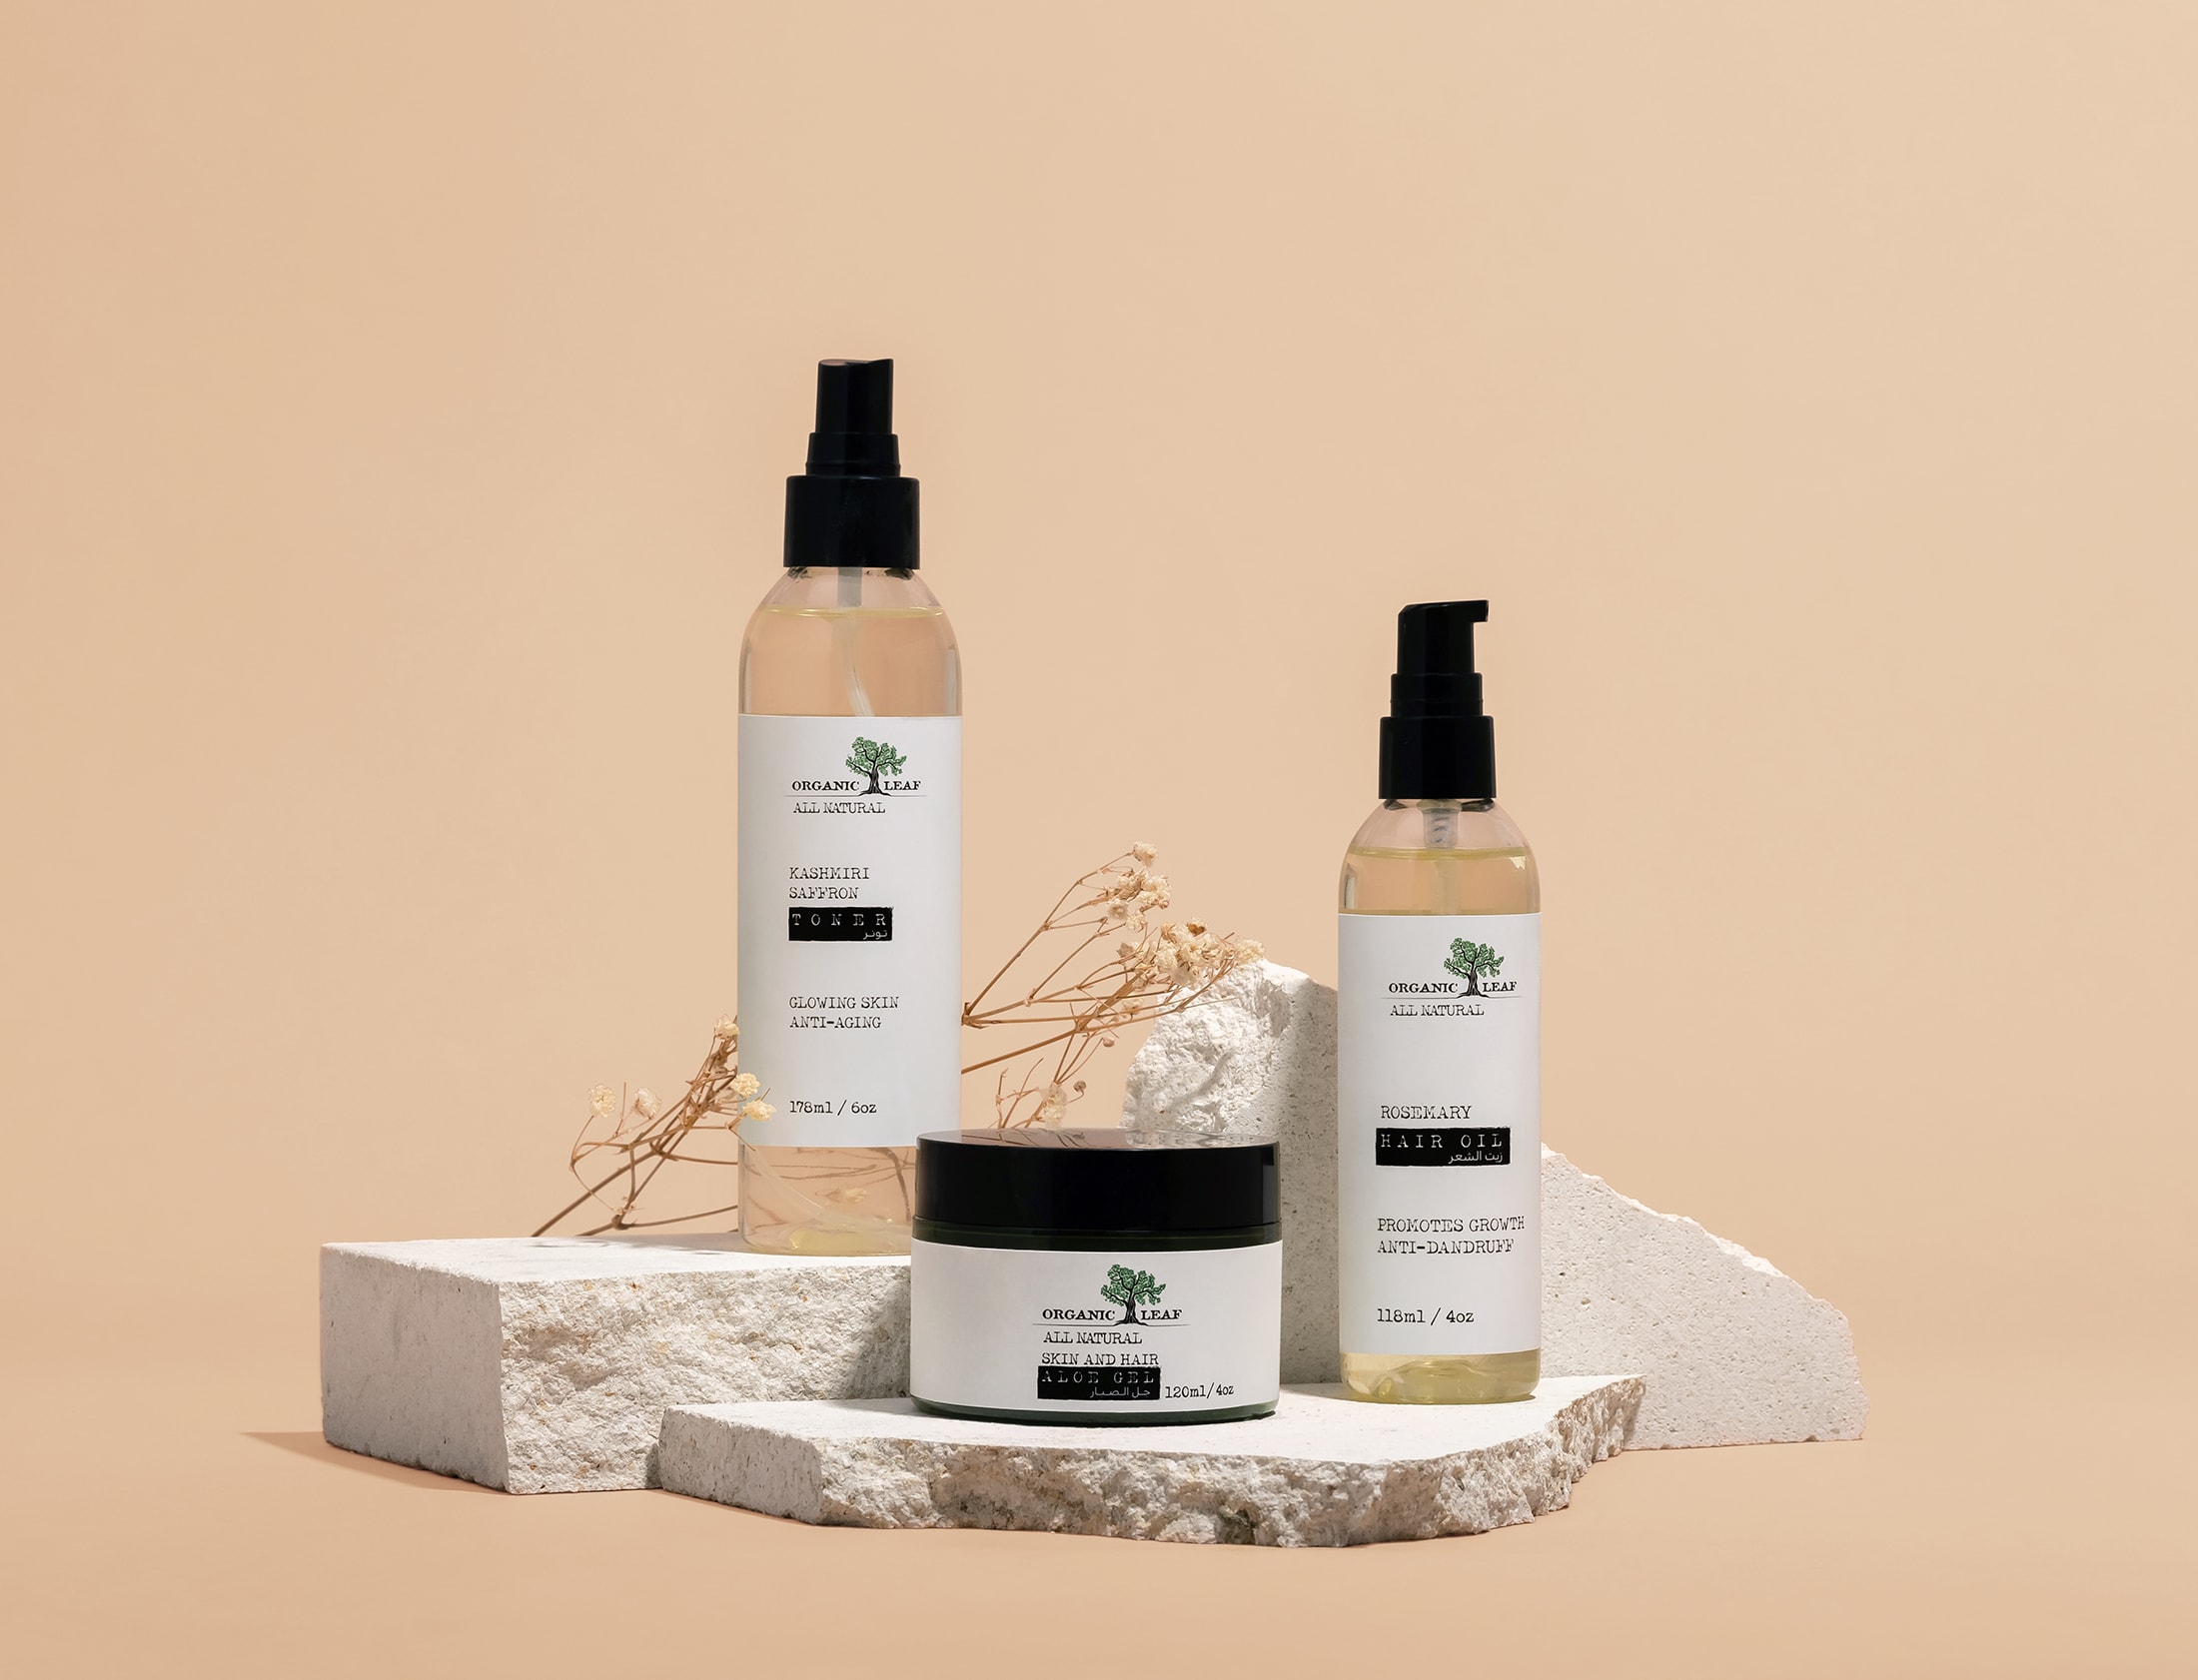 ORGANIC LEAF
ALL NATURAL
KASHMIRI
SAFFRON
TONER
تونر
GLOWING SKIN
ANTI-AGING
178ml / 6oz
ORGANIC LEAF
ALL NATURAL
SKIN AND HAIR
ALOE GEL
جل الصبار
120ml/4oz
ORGANIC LEAF
ALL NATURAL
ROSEMARY
HAIR OIL
زيت الشعر
PROMOTES GROWTH
ANTI-DANDRUFF
118ml / 4oz